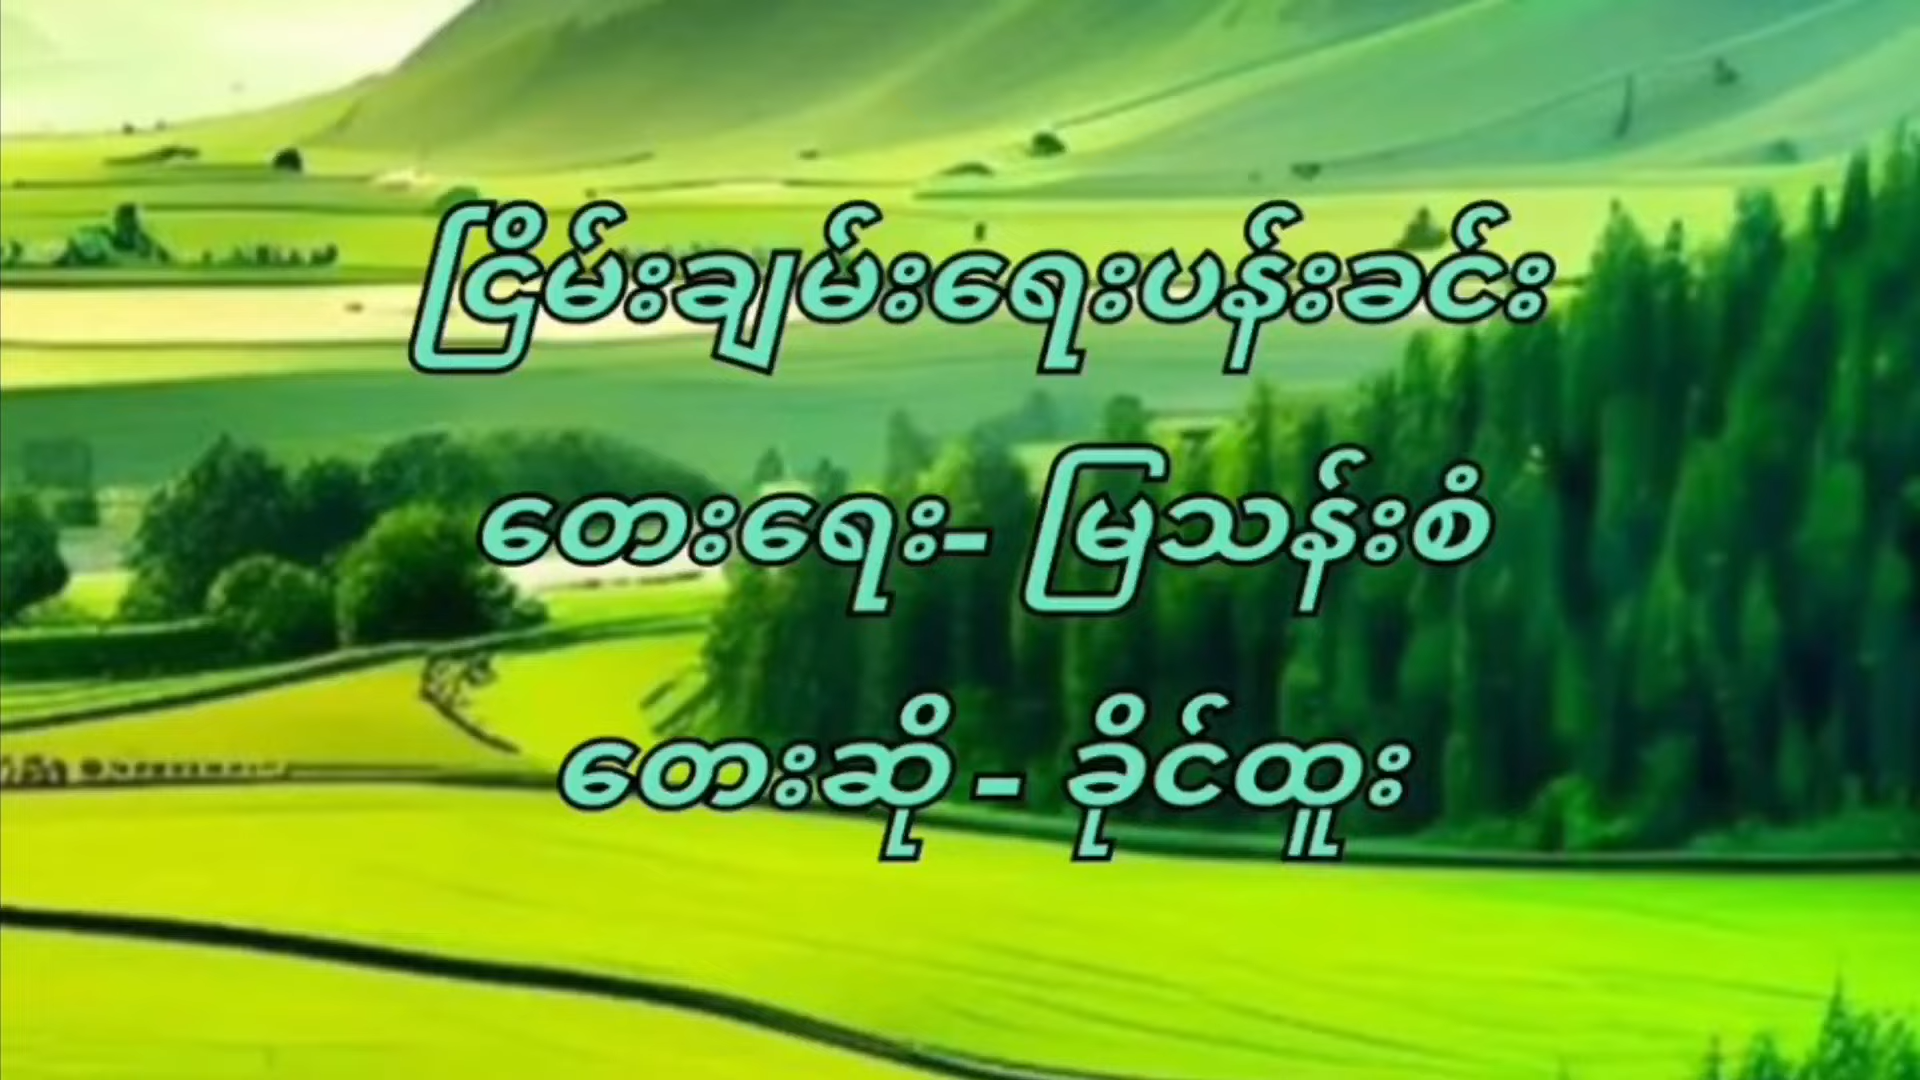 ငြိမ်းချမ်းရေးပန်းခင်း
တေးရေး- မြသန်းစံ
တေးဆို - ခိုင်ထူး